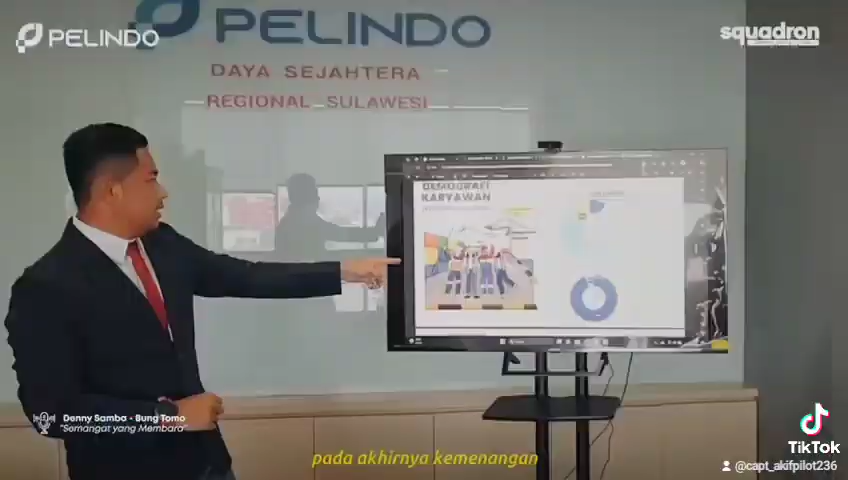 PELINDO
PELINDO
squadron
DAYA SEJAHTERA
REGIONAL SULAWESI
DEMOGRAFI
KARYAWAN
Denny Samba - Bung Tomo
"Semangat yang Membara"
pada akhirnya kemenangan
TikTok
@capt_akifpilot236